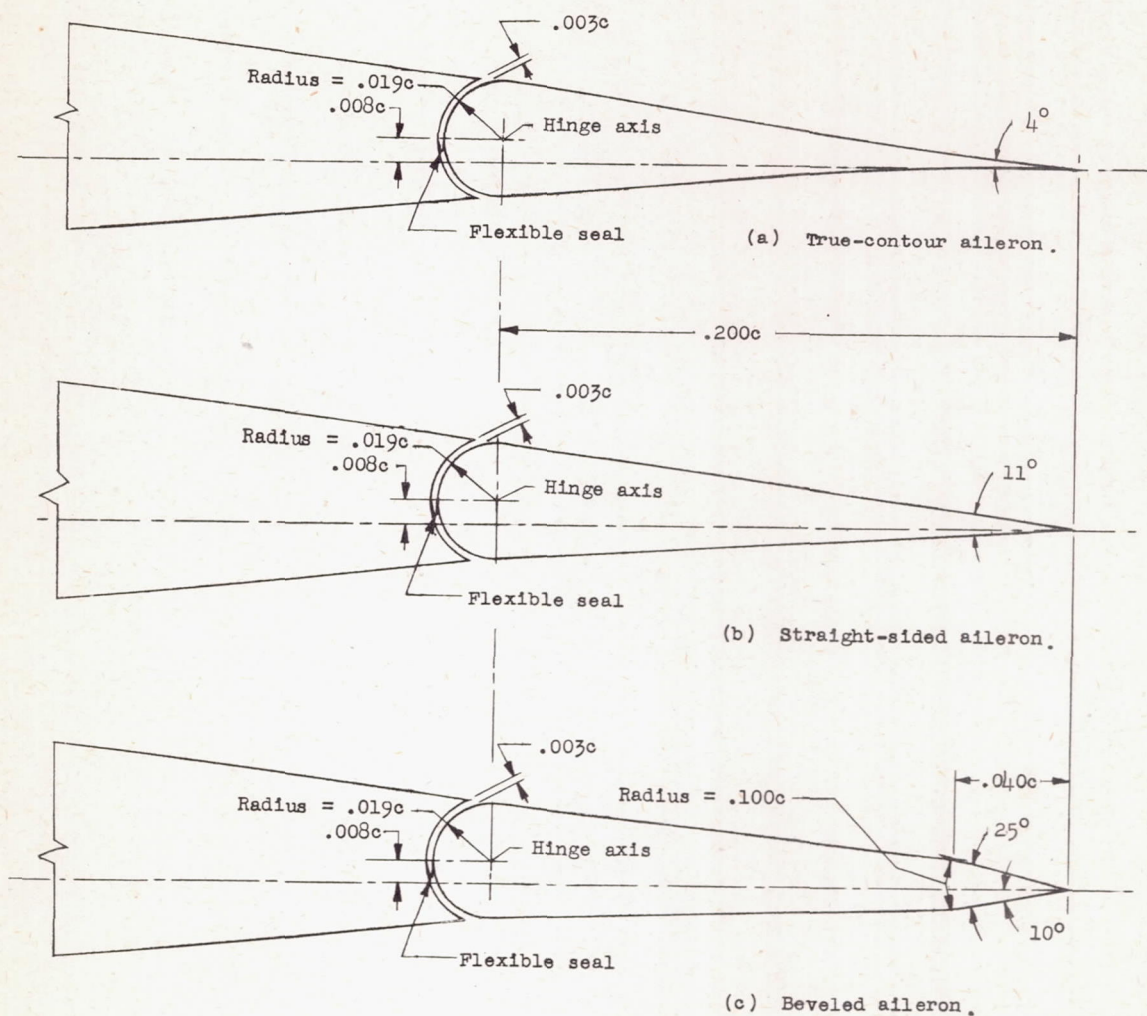 .003c
Radius = .019c
.008c
Hinge axis
4°
Flexible seal
(a) True-contour aileron.
.200c
.003c
Radius = .019c
.008c
Hinge axis
11°
Flexible seal
(b) Straight-sided aileron.
.003c
Radius = .100c
.040c
Radius = .019c
.008c
25°
Hinge axis
10°
Flexible seal
(c) Beveled aileron.